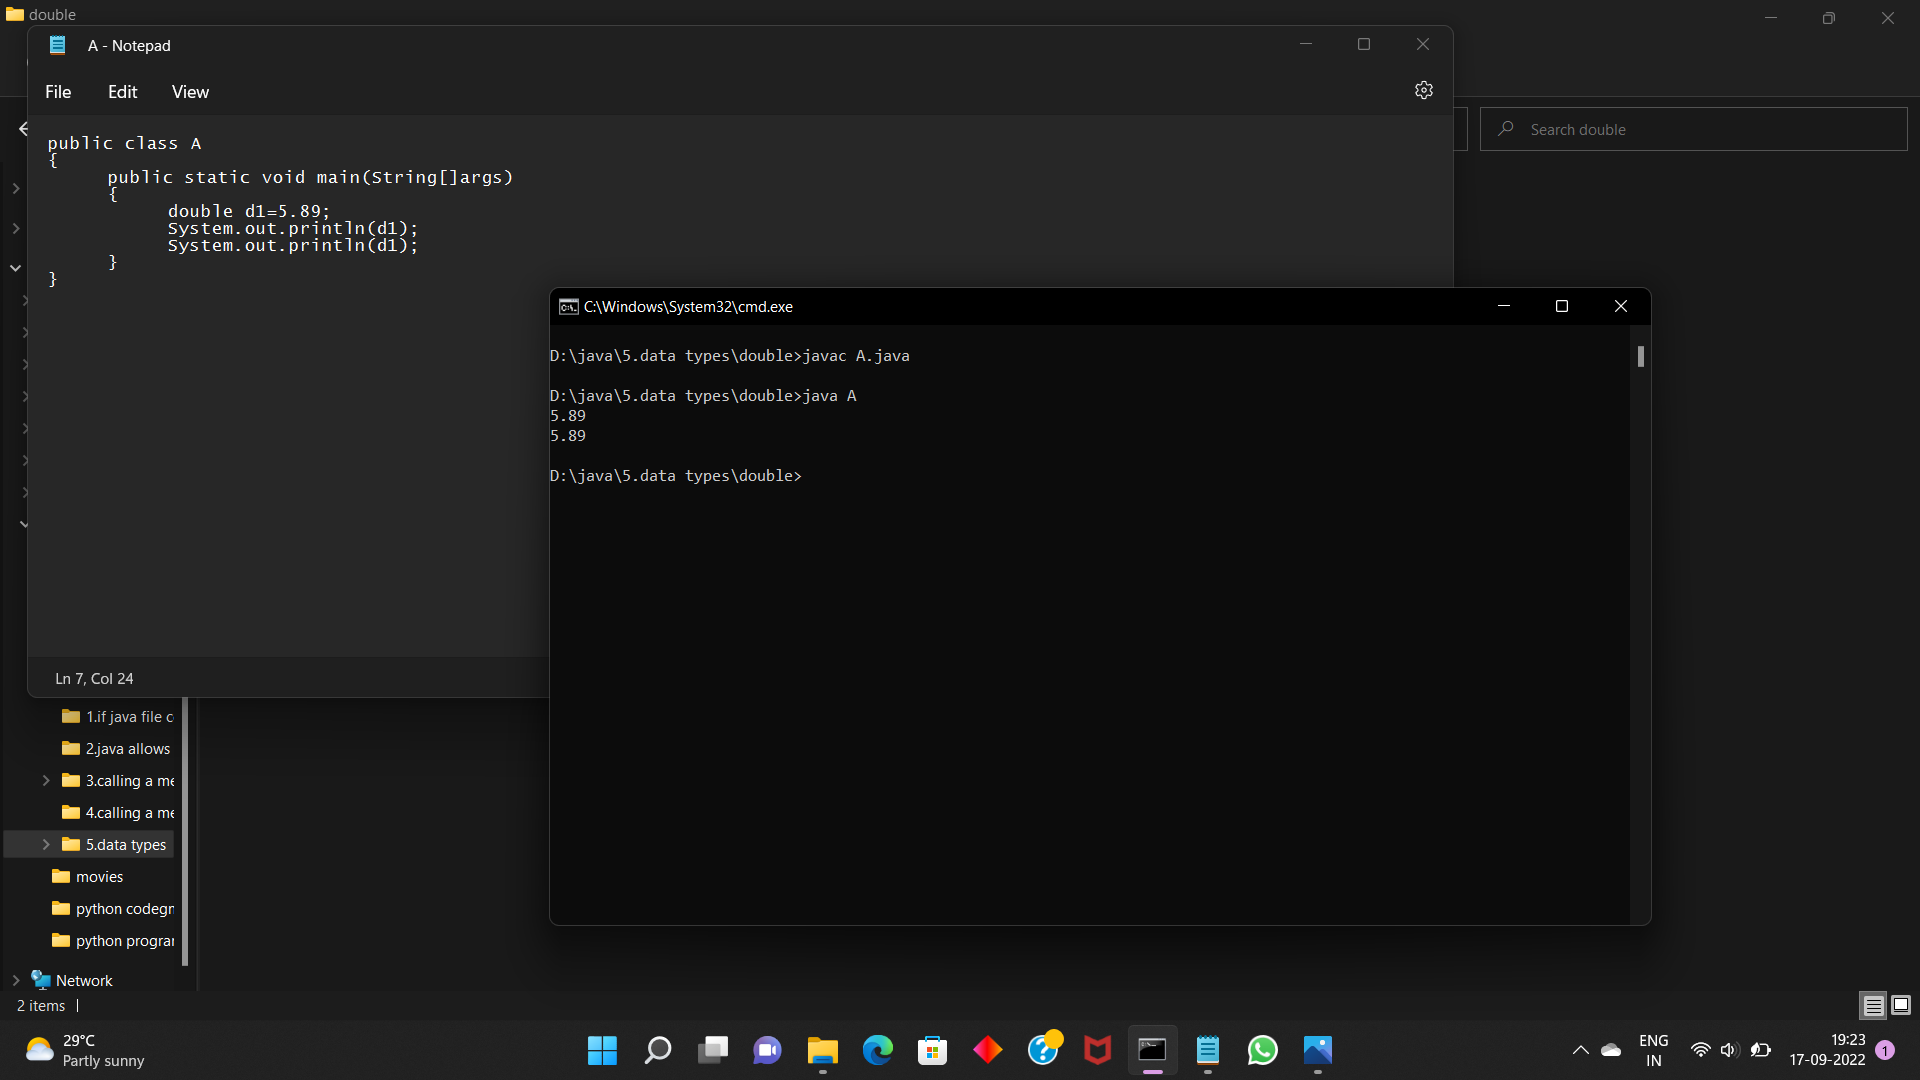 double
A - Notepad
File Edit View
public class A
{
public static void main(String[]args)
{
double d1=5.89;
System.out.println(d1);
System.out.println(d1);
}
}
Ln 7, Col 24
Search double
C:\Windows\System32\cmd.exe
D:\java\5.data types\double>javac A.java
D:\java\5.data types\double>java A
5.89
5.89
D:\java\5.data types\double>
1.if java file c
2.java allows
3.calling a me
4.calling a me
5.data types
movies
python codegn
python progra
Network
2 items
29°C
Partly sunny
ENG
IN
19:23
17-09-2022
1